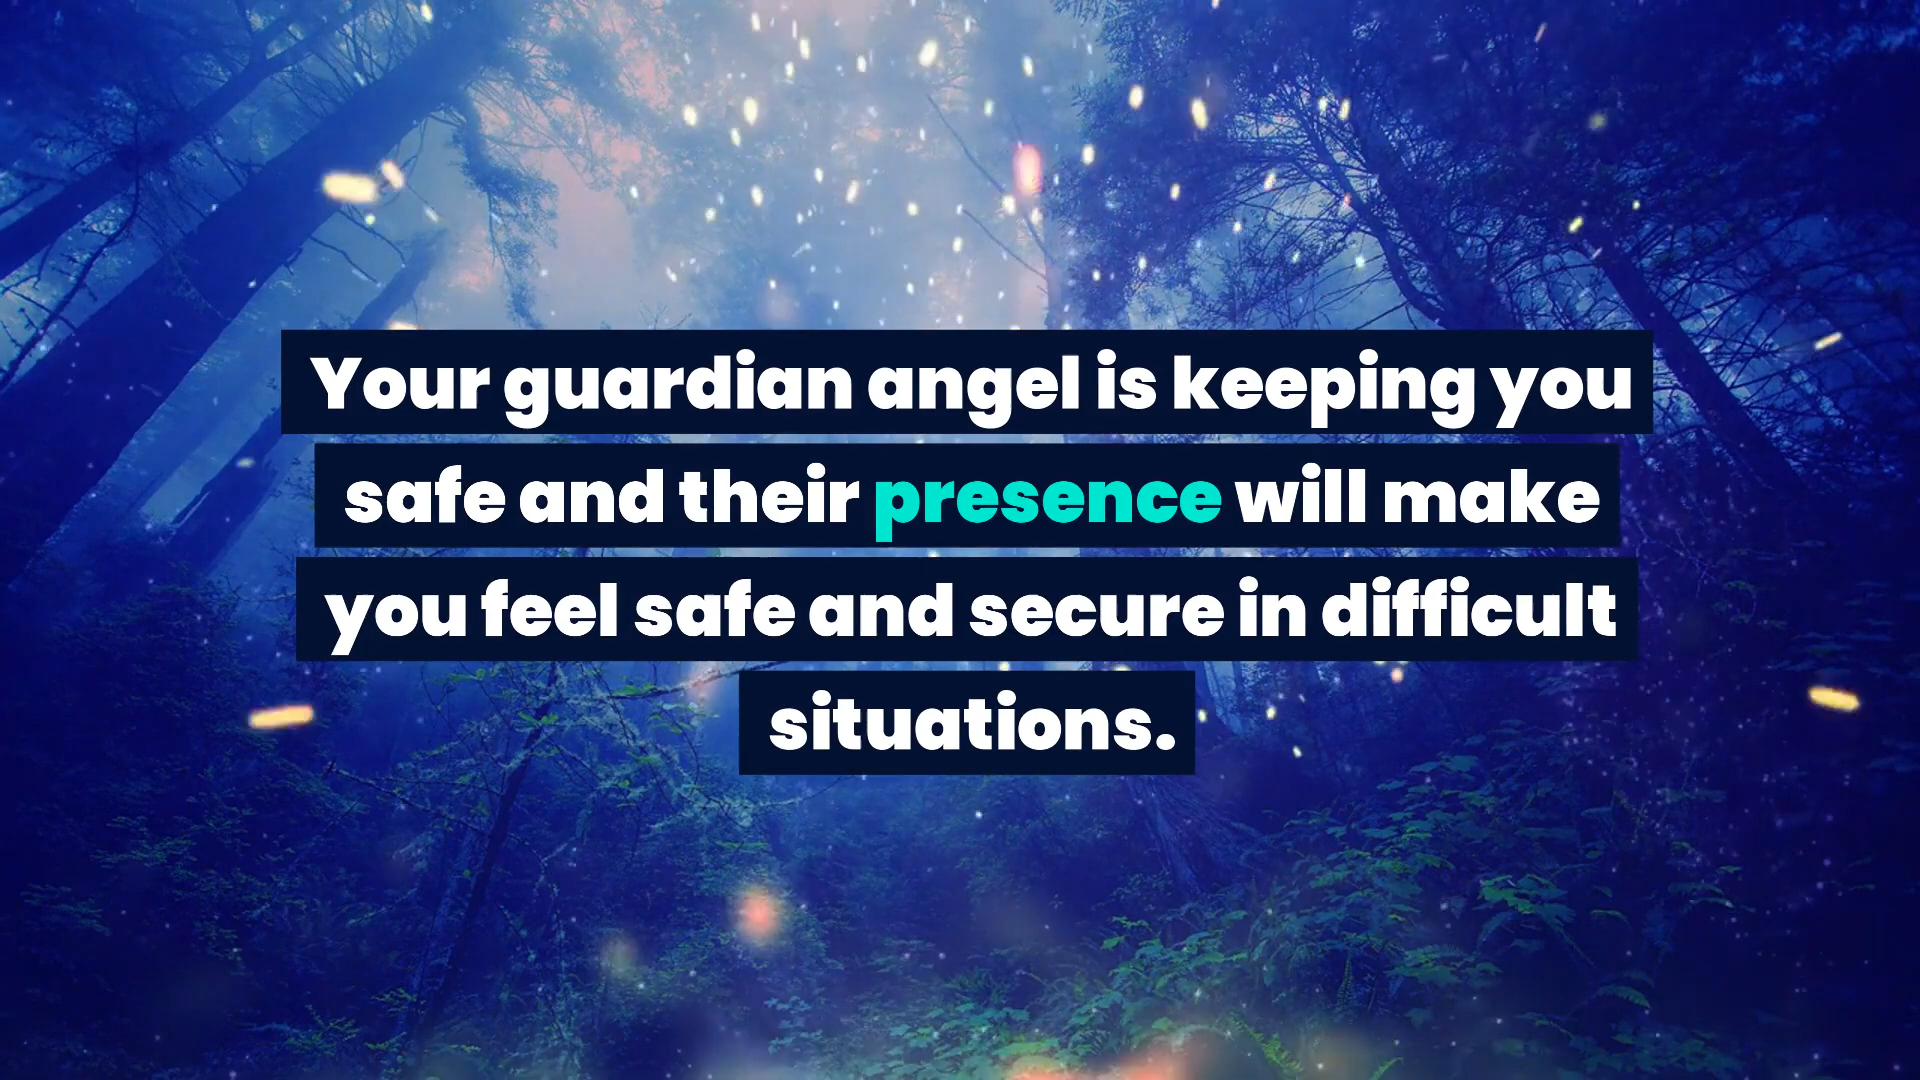 Your guardian angel is keeping you
safe and their presence will make
you feel safe and secure in difficult
situations.